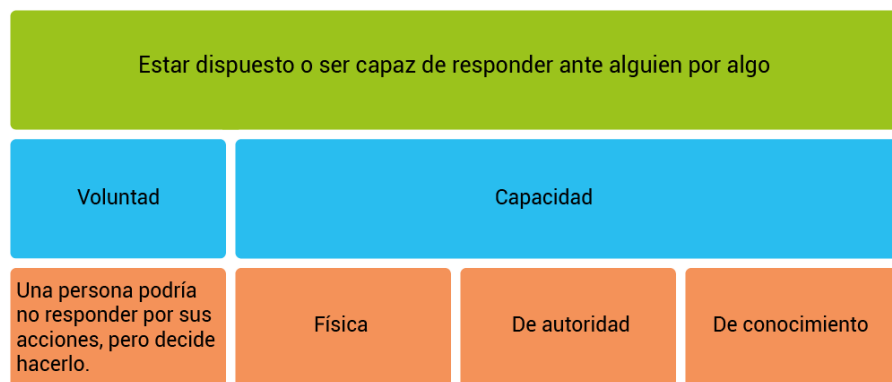 Estar dispuesto o ser capaz de responder ante alguien por algo
Voluntad
Capacidad
Una persona podría
no responder por sus
acciones, pero decide
hacerlo.
Física
De autoridad
De conocimiento